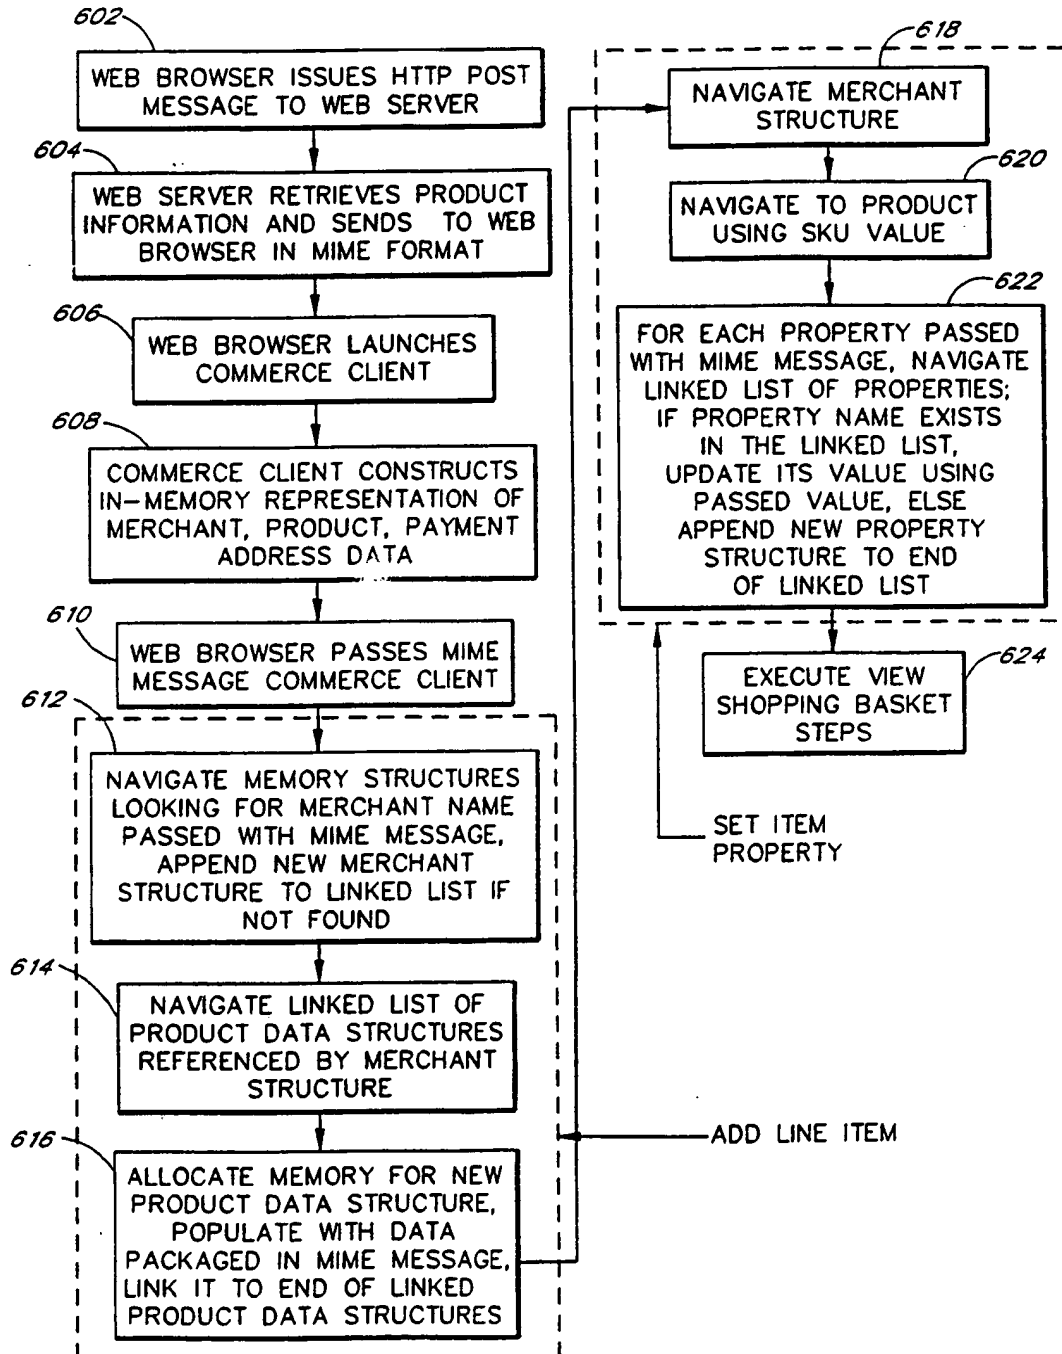 602
WEB BROWSER ISSUES HTTP POST
MESSAGE TO WEB SERVER
604
WEB SERVER RETRIEVES PRODUCT
INFORMATION AND SENDS TO WEB
BROWSER IN MIME FORMAT
606
WEB BROWSER LAUNCHES
COMMERCE CLIENT
608
COMMERCE CLIENT CONSTRUCTS
IN-MEMORY REPRESENTATION OF
MERCHANT, PRODUCT, PAYMENT
ADDRESS DATA
610
WEB BROWSER PASSES MIME
MESSAGE COMMERCE CLIENT
612
NAVIGATE MEMORY STRUCTURES
LOOKING FOR MERCHANT NAME
PASSED WITH MIME MESSAGE,
APPEND NEW MERCHANT
STRUCTURE TO LINKED LIST IF
NOT FOUND
614
NAVIGATE LINKED LIST OF
PRODUCT DATA STRUCTURES
REFERENCED BY MERCHANT
STRUCTURE
616
ALLOCATE MEMORY FOR NEW
PRODUCT DATA STRUCTURE,
POPULATE WITH DATA
PACKAGED IN MIME MESSAGE,
LINK IT TO END OF LINKED
PRODUCT DATA STRUCTURES
ADD LINE ITEM
618
NAVIGATE MERCHANT
STRUCTURE
620
NAVIGATE TO PRODUCT
USING SKU VALUE
622
FOR EACH PROPERTY PASSED
WITH MIME MESSAGE, NAVIGATE
LINKED LIST OF PROPERTIES;
IF PROPERTY NAME EXISTS
IN THE LINKED LIST,
UPDATE ITS VALUE USING
PASSED VALUE, ELSE
APPEND NEW PROPERTY
STRUCTURE TO END
OF LINKED LIST
624
EXECUTE VIEW
SHOPPING BASKET
STEPS
SET ITEM
PROPERTY